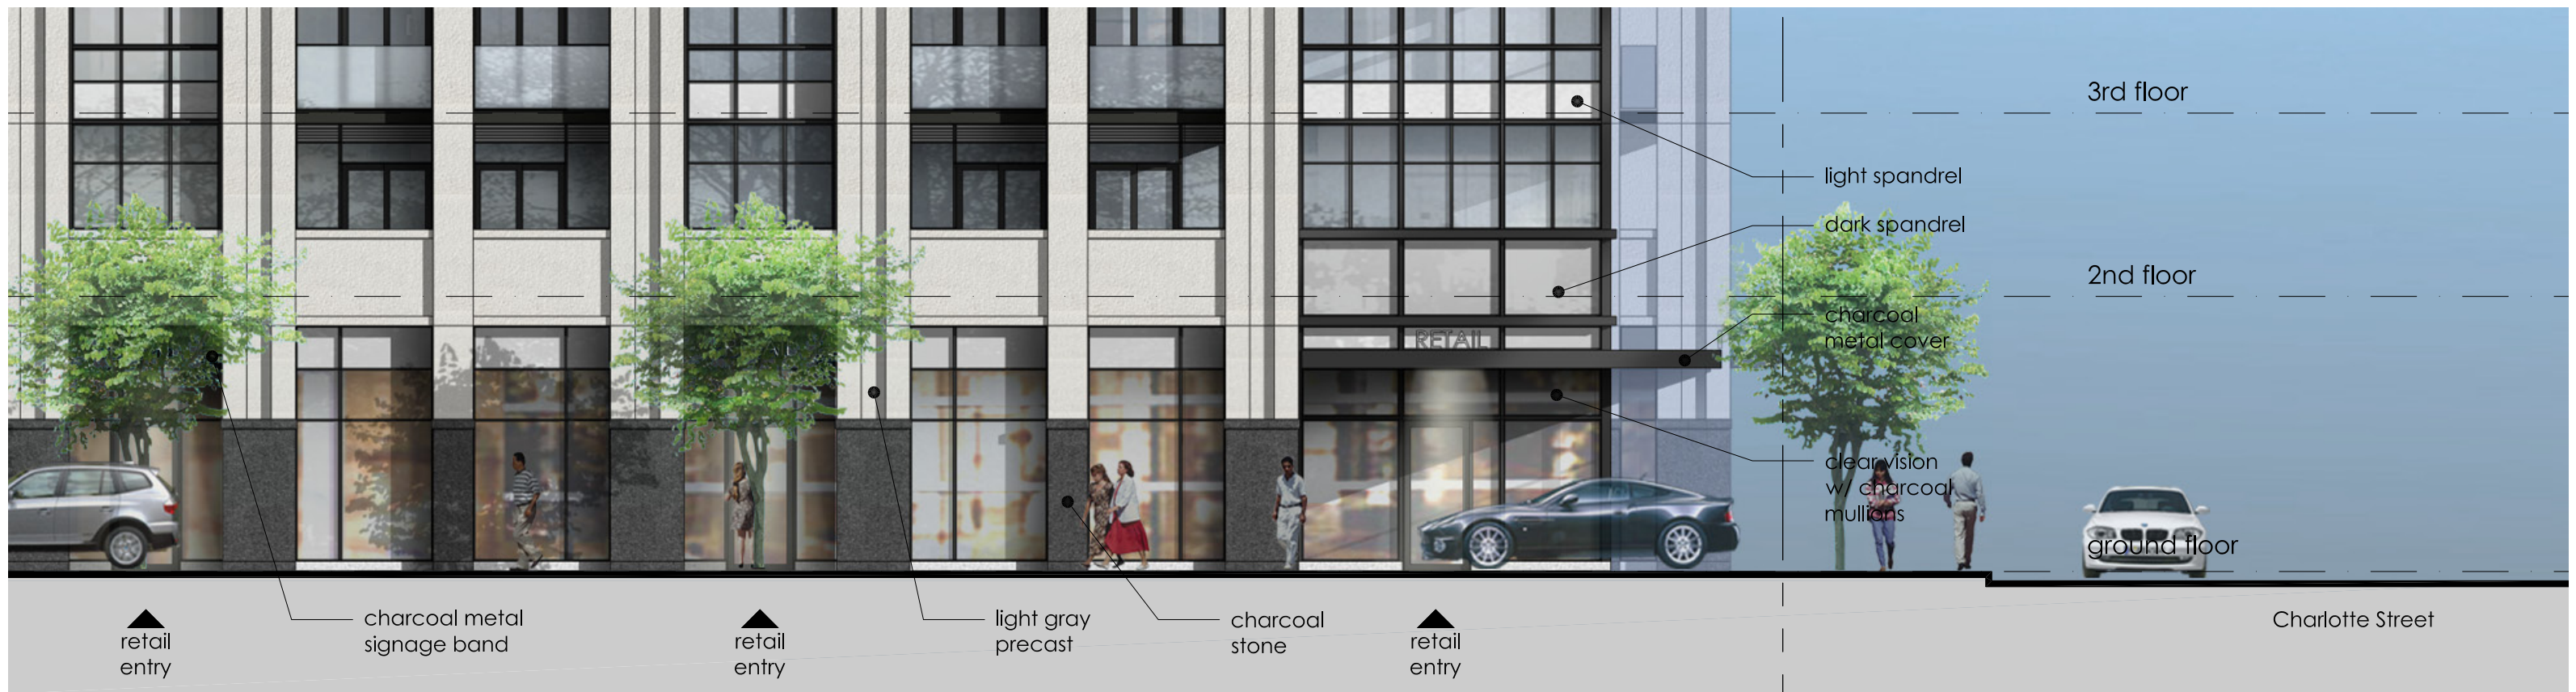 3rd floor
light spandrel
dark spandrel
2nd floor
charcoal
metal cover
RETAIL
clear vision
w/ charcoal
mullions
ground floor
charcoal metal
signage band
light gray
precast
charcoal
stone
Charlotte Street
retail
entry
retail
entry
retail
entry